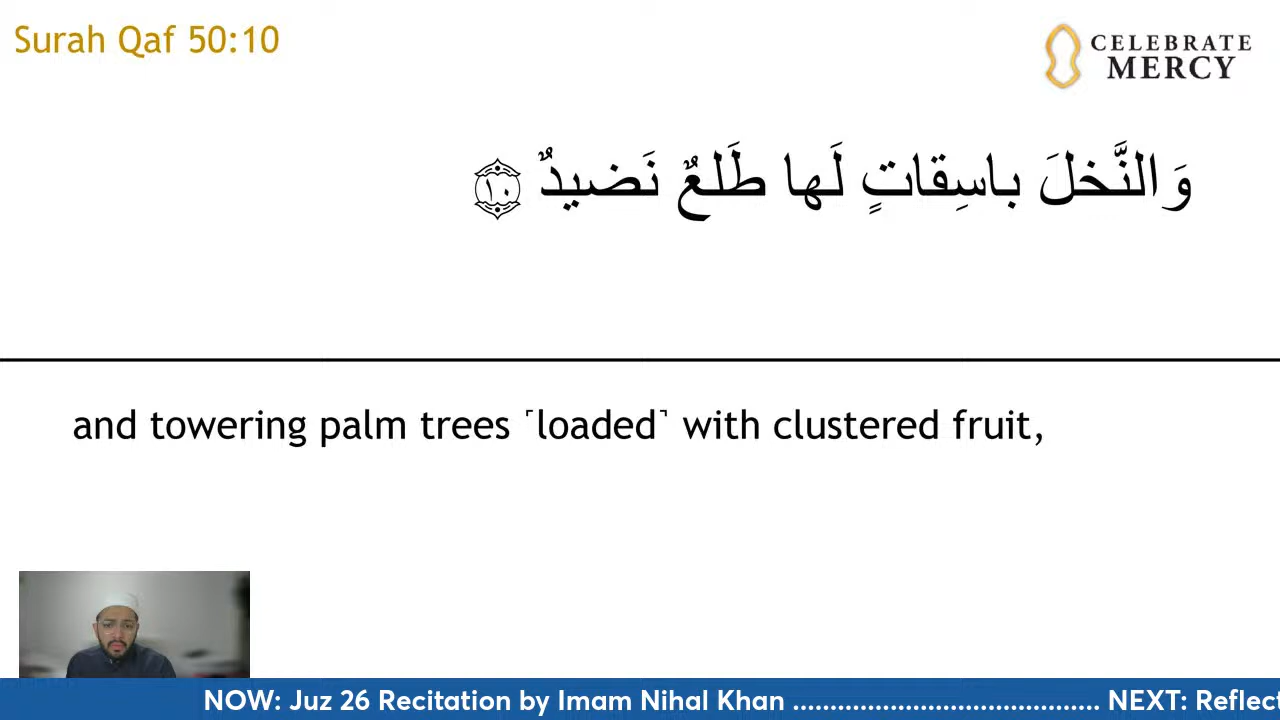 Surah Qaf 50:10
CELEBRATE
MERCY
وَالنَّخلَ باسِقاتٍ لَها طَلعٌ نَضيدٌ ﴿١٠﴾
and towering palm trees ˹loaded˺ with clustered fruit,
NOW: Juz 26 Recitation by Imam Nihal Khan ......................................... NEXT: Reflect